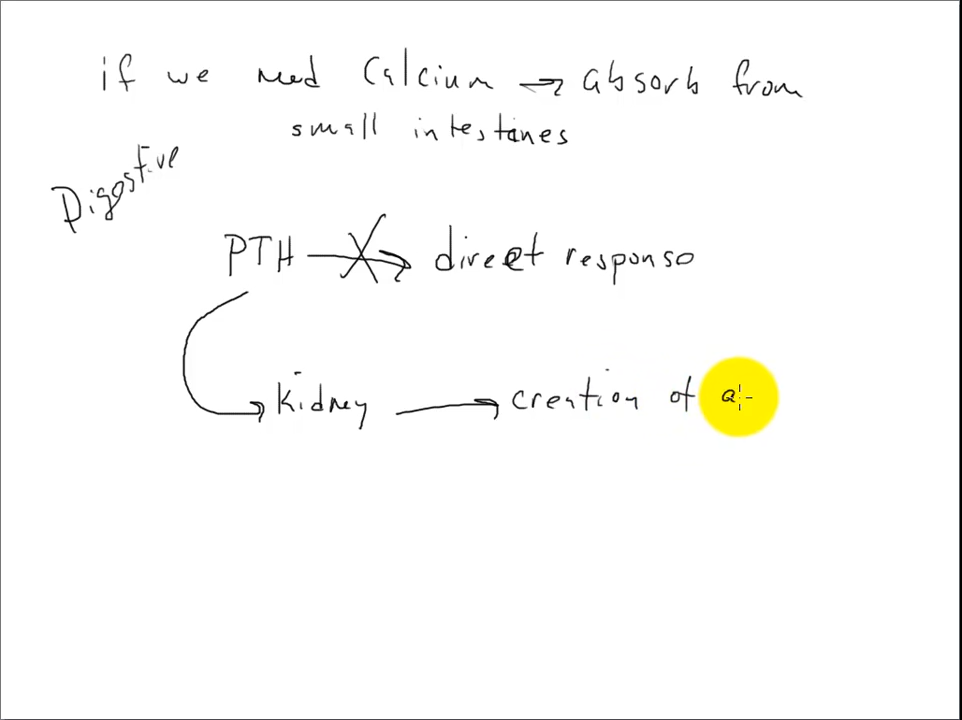 if we need Calcium → absorb from
small intestines
Digestive
PTH → direct response
Kidney → creation of a